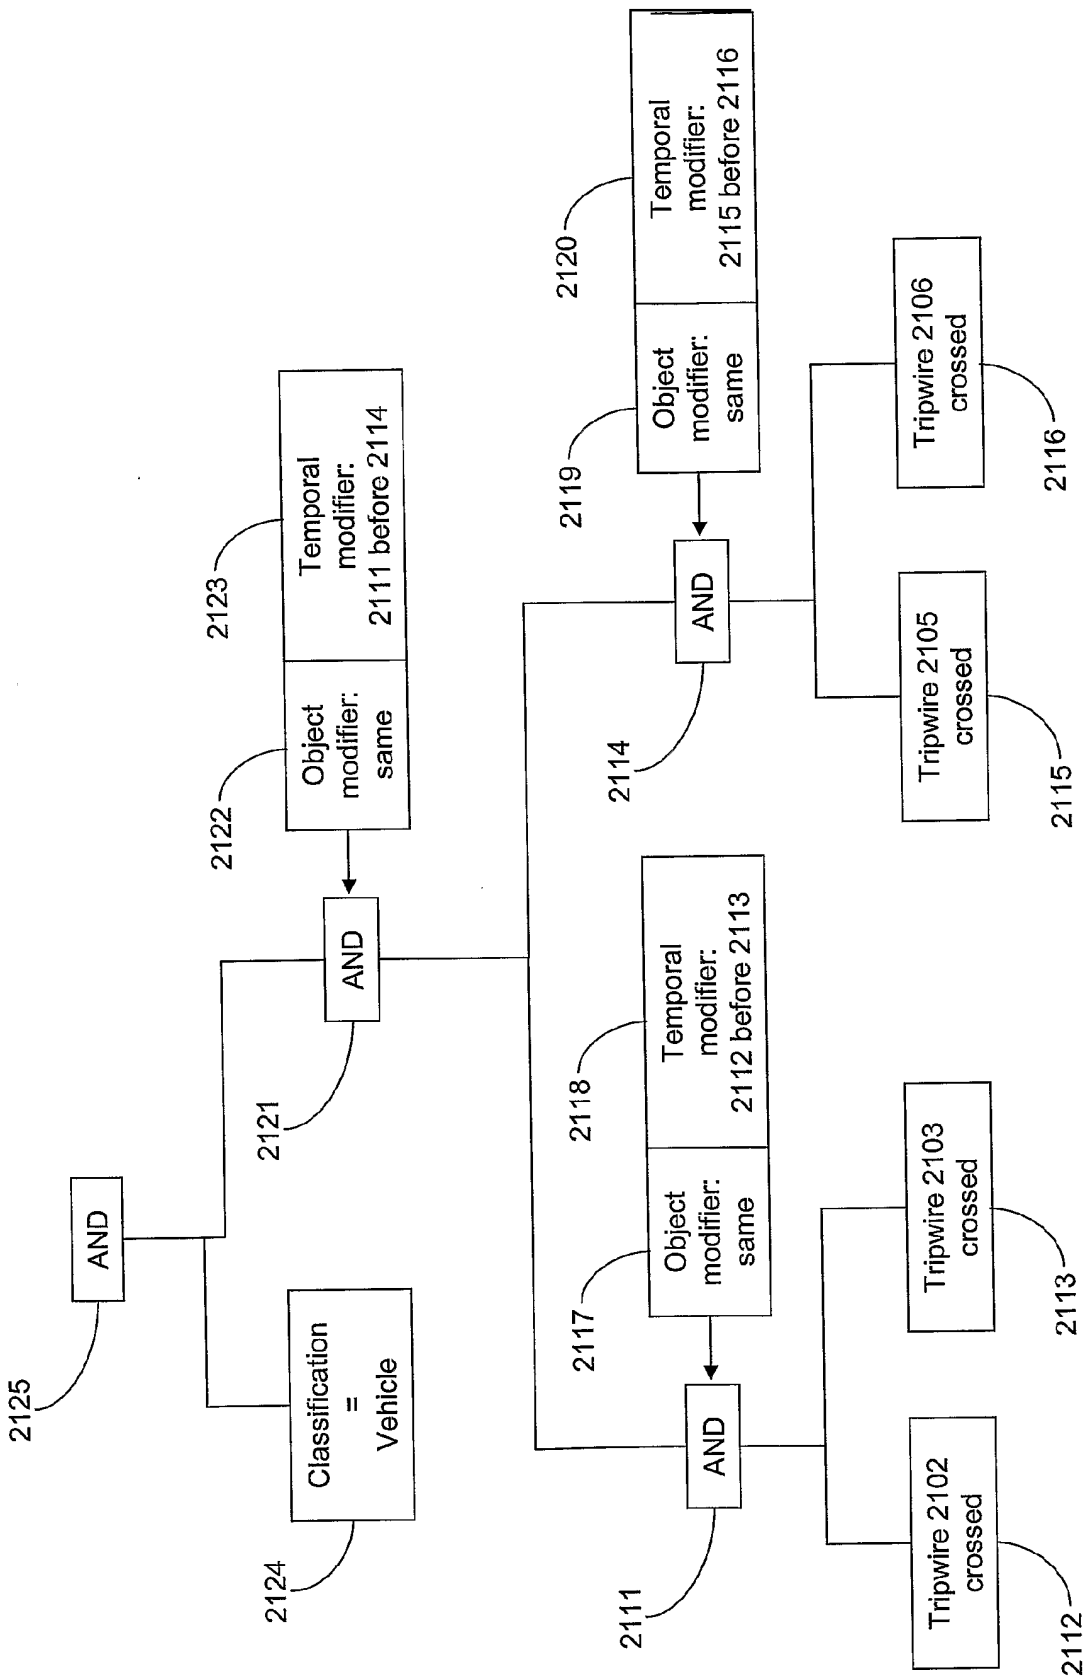 2125
AND
2124
Classification
=
Vehicle
2121
AND
2122
Object
modifier:
same
2123
Temporal
modifier:
2111 before 2114
2111
AND
2117
Object
modifier:
same
2118
Temporal
modifier:
2112 before 2113
2114
AND
2119
Object
modifier:
same
2120
Temporal
modifier:
2115 before 2116
Tripwire 2102
crossed
2112
Tripwire 2103
crossed
2113
Tripwire 2105
crossed
2115
Tripwire 2106
crossed
2116